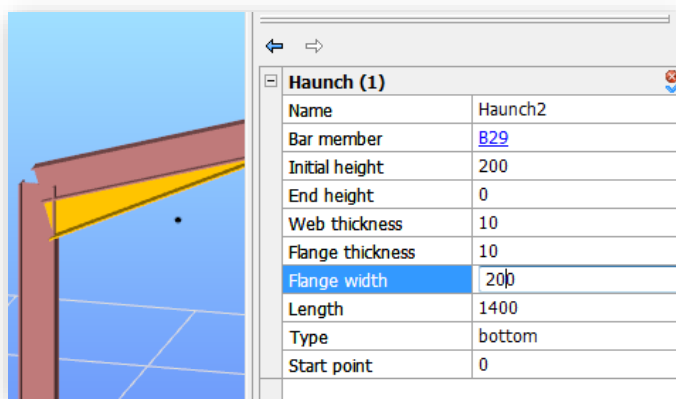 Haunch (1)
Name Haunch2
Bar member B29
Initial height 200
End height 0
Web thickness 10
Flange thickness 10
Flange width 200
Length 1400
Type bottom
Start point 0